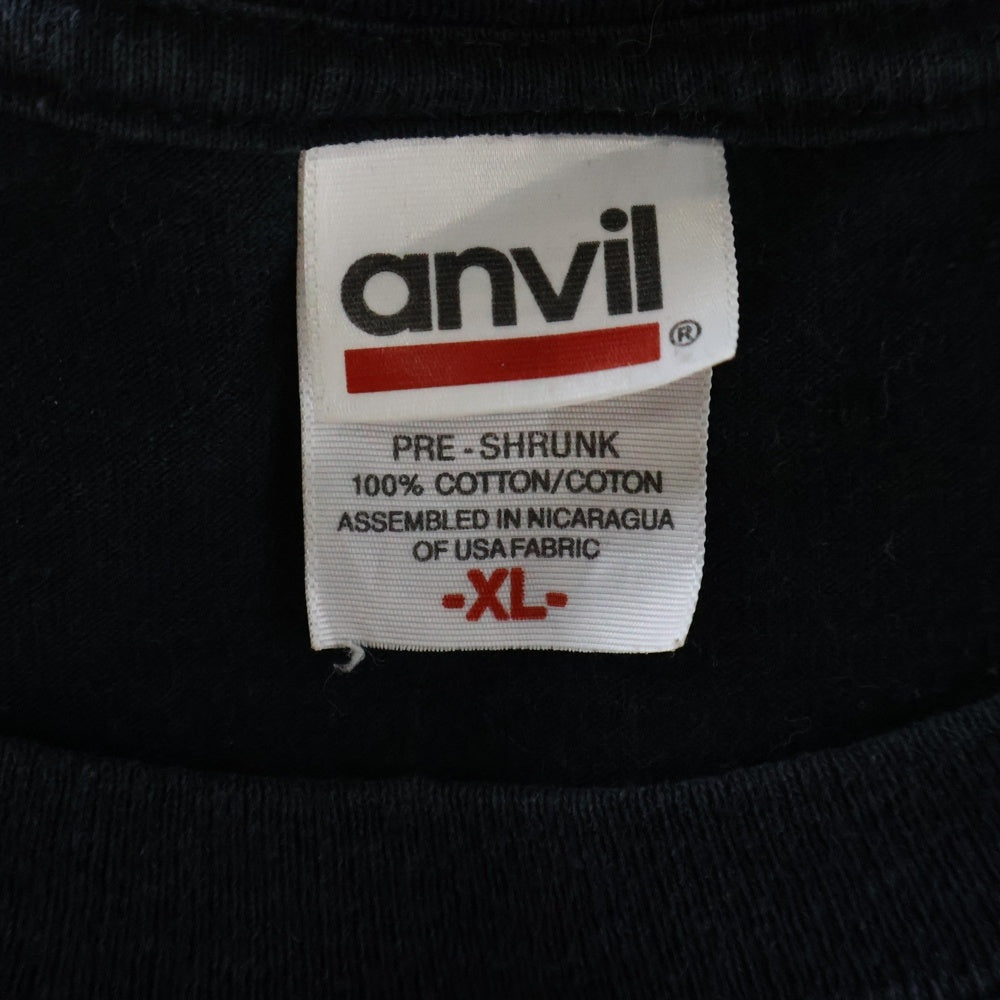 anvil®
PRE-SHRUNK
100% COTTON/COTON
ASSEMBLED IN NICARAGUA
OF USA FABRIC
-XL-